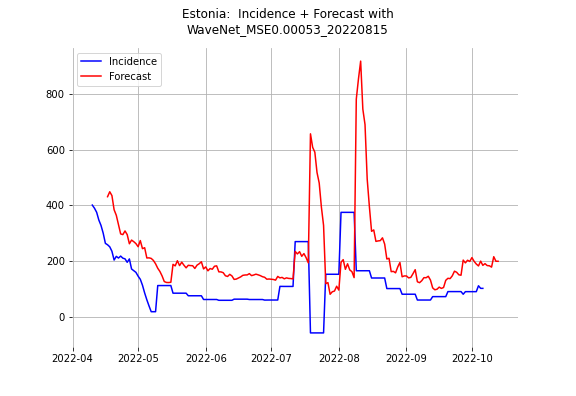 Estonia:  Incidence + Forecast with
WaveNet_MSE0.00053_20220815
Incidence
Forecast
800
600
400
200
0
2022-04 2022-05 2022-06 2022-07 2022-08 2022-09 2022-10